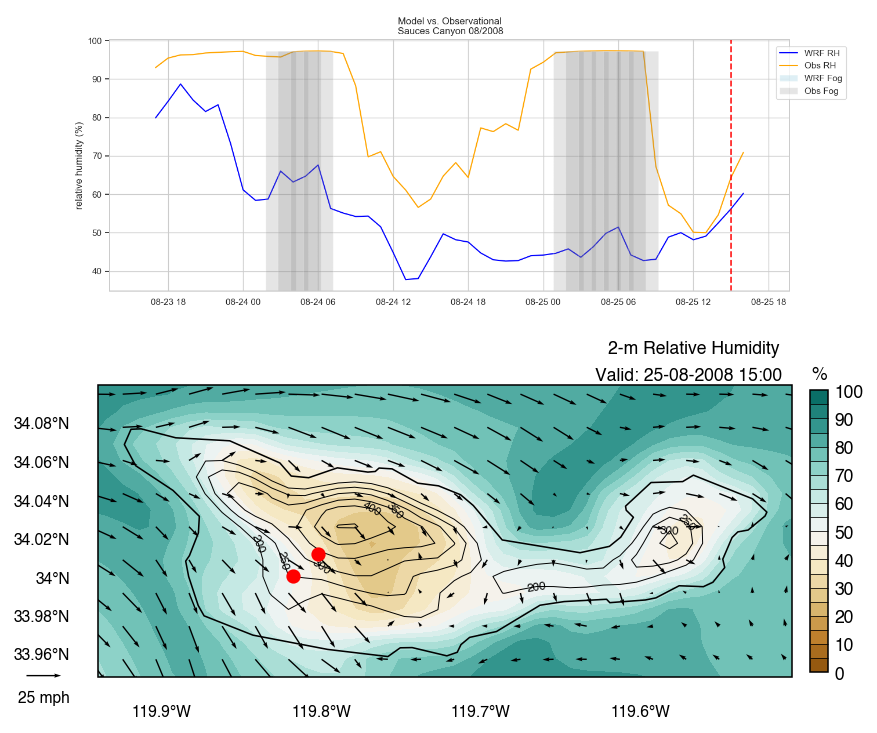 Model vs. Observational
Sauces Canyon 08/2008
relative humidity (%)
100
90
80
70
60
50
40
08-23 18
08-24 00
08-24 06
08-24 12
08-24 18
08-25 00
08-25 06
08-25 12
08-25 18
WRF RH
Obs RH
WRF Fog
Obs Fog
2-m Relative Humidity
Valid: 25-08-2008 15:00
%
34.08°N
34.06°N
34.04°N
34.02°N
34°N
33.98°N
33.96°N
25 mph
119.9°W
119.8°W
119.7°W
119.6°W
400
350
200
250
300
200
250
300
100
90
80
70
60
50
40
30
20
10
0